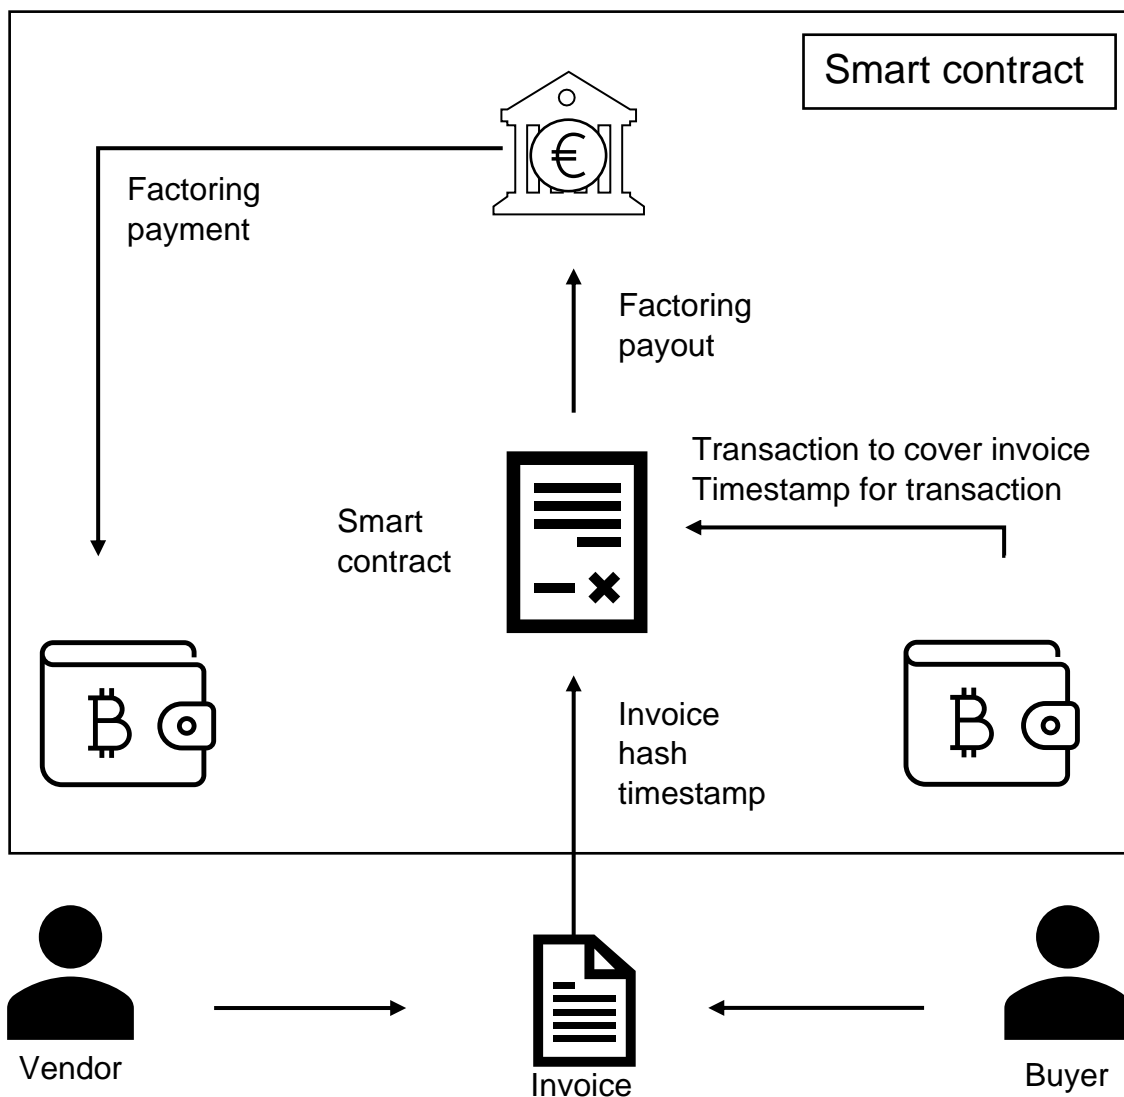 Smart contract
€
Factoring
payment
Factoring
payout
Transaction to cover invoice
Timestamp for transaction
Smart
contract
Invoice
hash
timestamp
Vendor
Invoice
Buyer